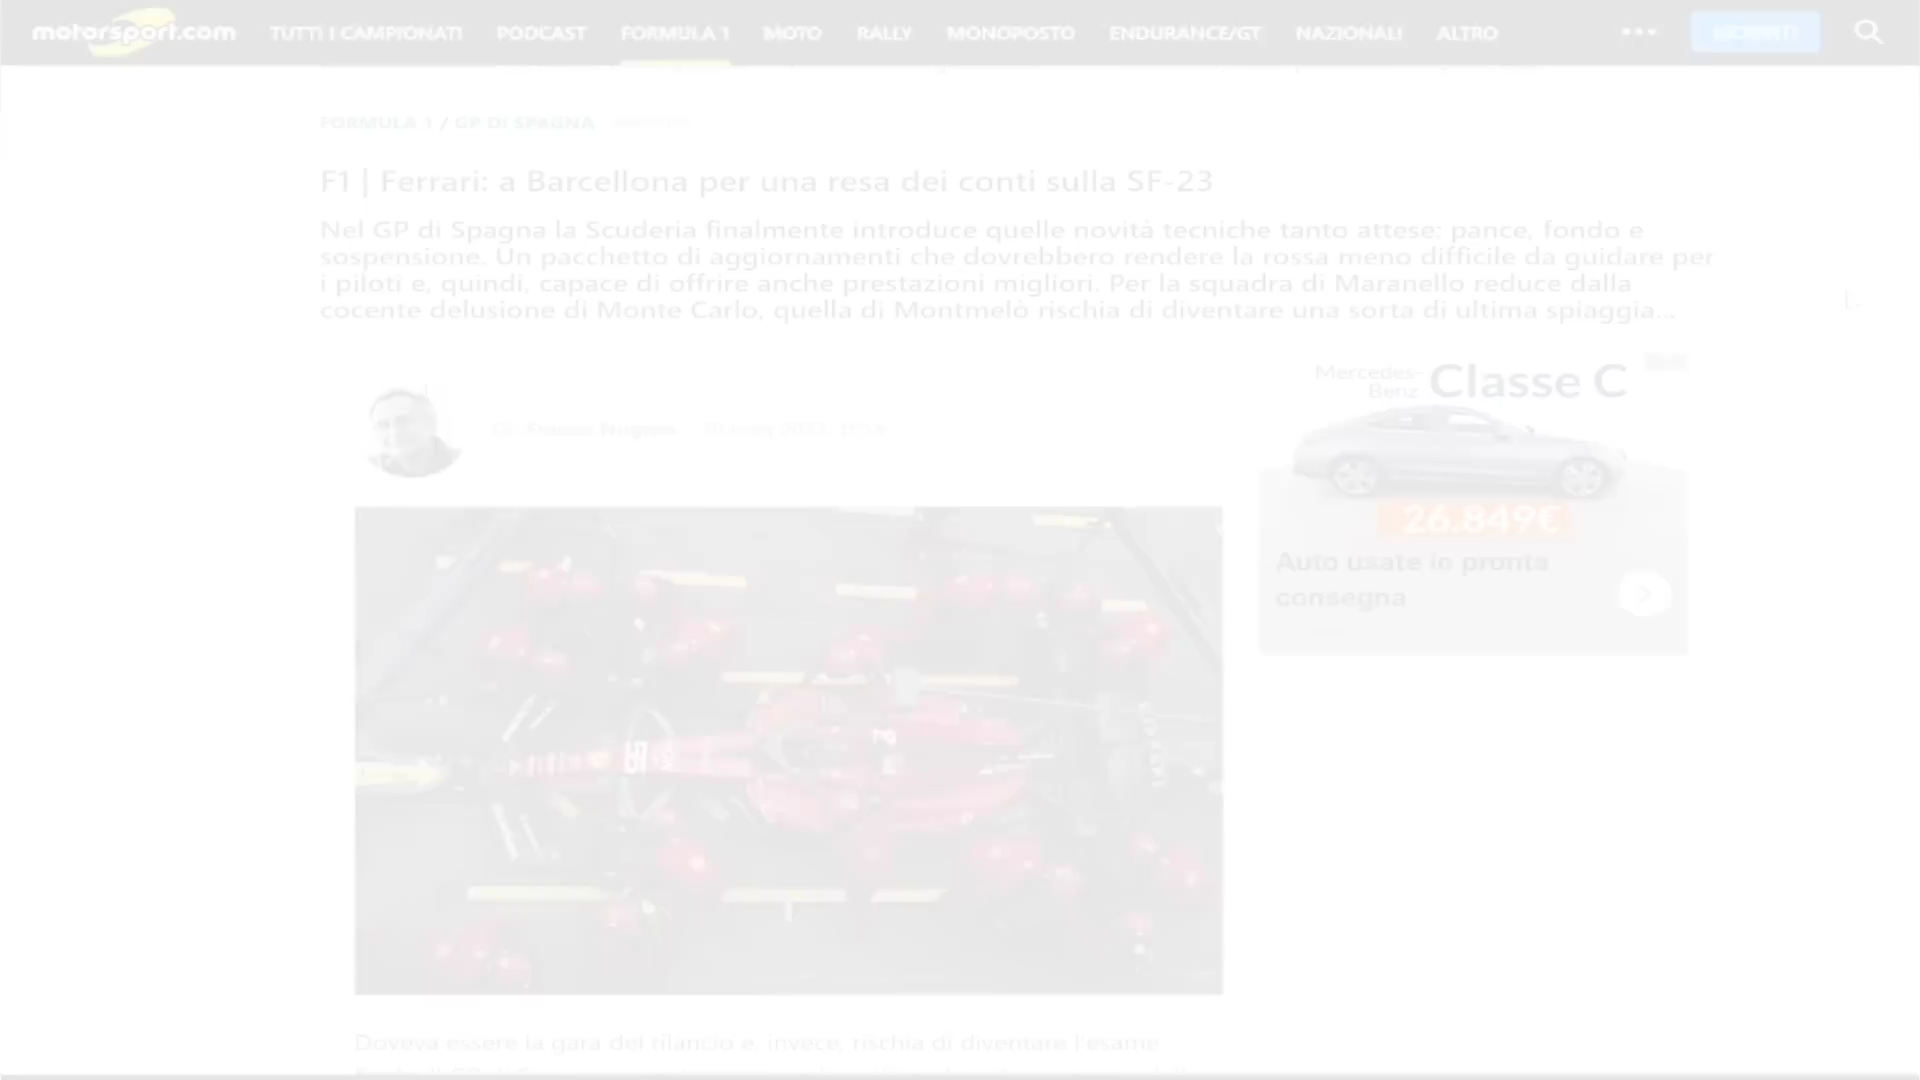 motorsport.com TUTTI I CAMPIONATI PODCAST FORMULA 1 MOTO RALLY MONOPOSTO ENDURANCE/GT NAZIONALI ALTRO ISCRIVITI
FORMULA 1 / GP DI SPAGNA
F1 | Ferrari: a Barcellona per una resa dei conti sulla SF-23
Nel GP di Spagna la Scuderia finalmente introduce quelle novità tecniche tanto attese: pance, fondo e
sospensione. Un pacchetto di aggiornamenti che dovrebbero rendere la rossa meno difficile da guidare per
i piloti e, quindi, capace di offrire anche prestazioni migliori. Per la squadra di Maranello reduce dalla
cocente delusione di Monte Carlo, quella di Montmelò rischia di diventare una sorta di ultima spiaggia...
Mercedes-
Benz Classe C
26.849€
Auto usate in pronta
consegna
55
Doveva essere la gara del rilancio e, invece, rischia di diventare l'esame